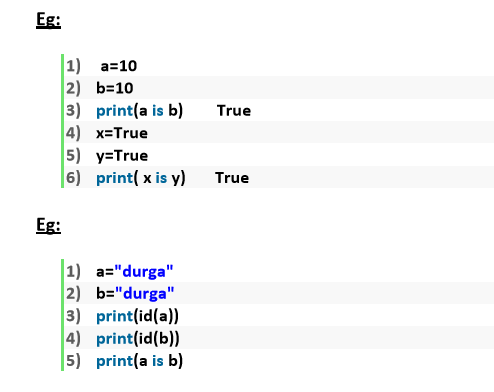 Eg:
1) a=10
2) b=10
3) print(a is b) True
4) x=True
5) y=True
6) print( x is y) True
Eg:
1) a="durga"
2) b="durga"
3) print(id(a))
4) print(id(b))
5) print(a is b)